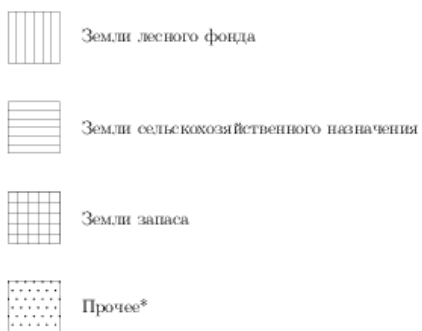 Земли лесного фонда
Земли сельскохозяйственного назначения
Земли запаса
Прочее*